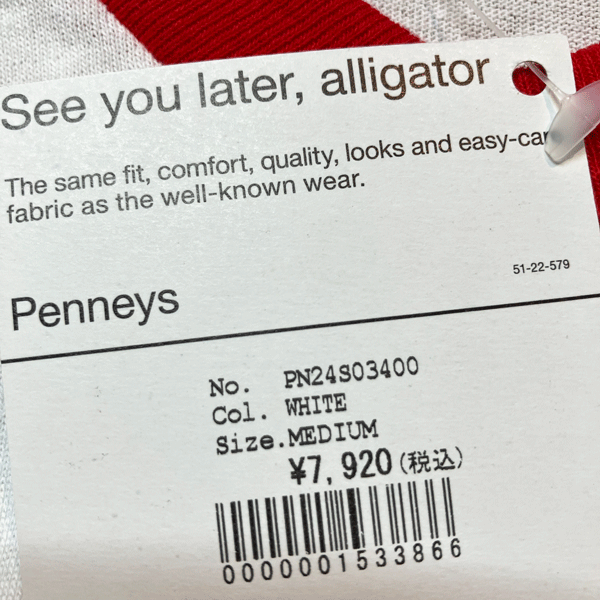 See you later, alligator
The same fit, comfort, quality, looks and easy-car
fabric as the well-known wear.
51-22-579
Penneys
No. PN24S03400
Col. WHITE
Size.MEDIUM
¥7,920(税込)
0000001533866